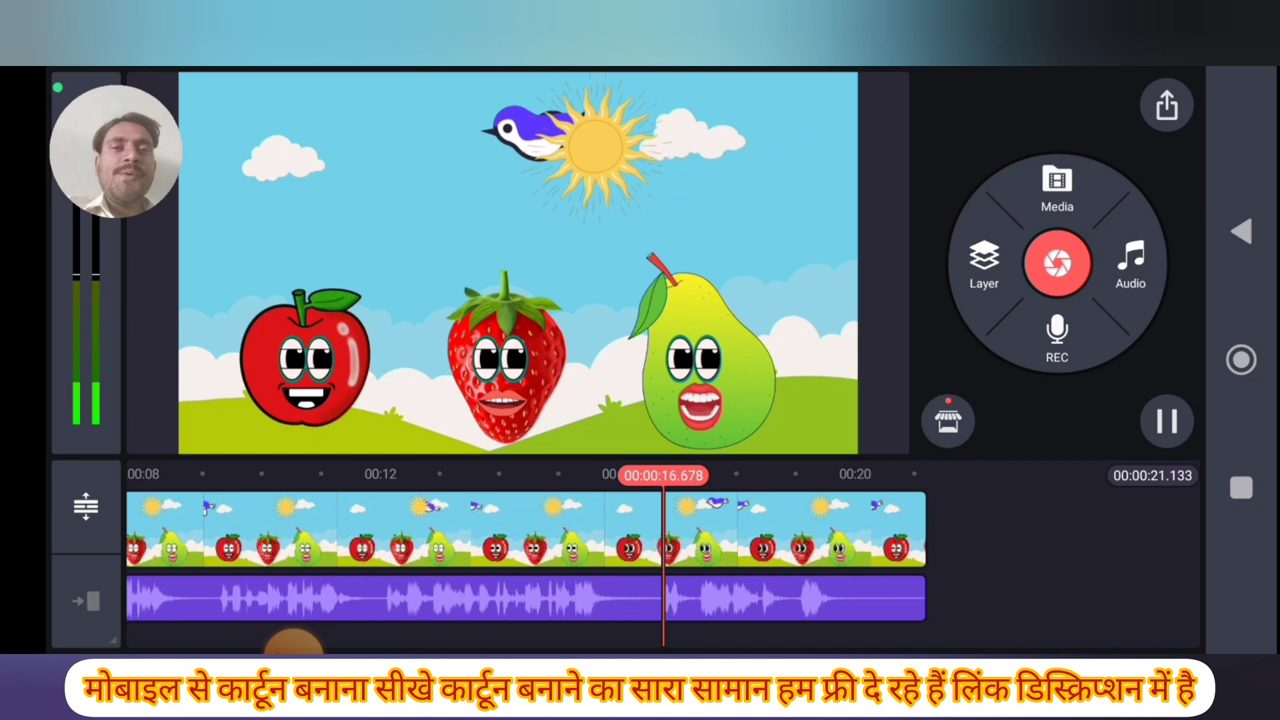 Media
Layer
Audio
REC
00:08
00:12
00
00:00:16.678
00:20
00:00:21.133
मोबाइल से कार्टून बनाना सीखे कार्टून बनाने का सारा सामान हम फ्री दे रहे हैं लिंक डिस्क्रिप्शन में है